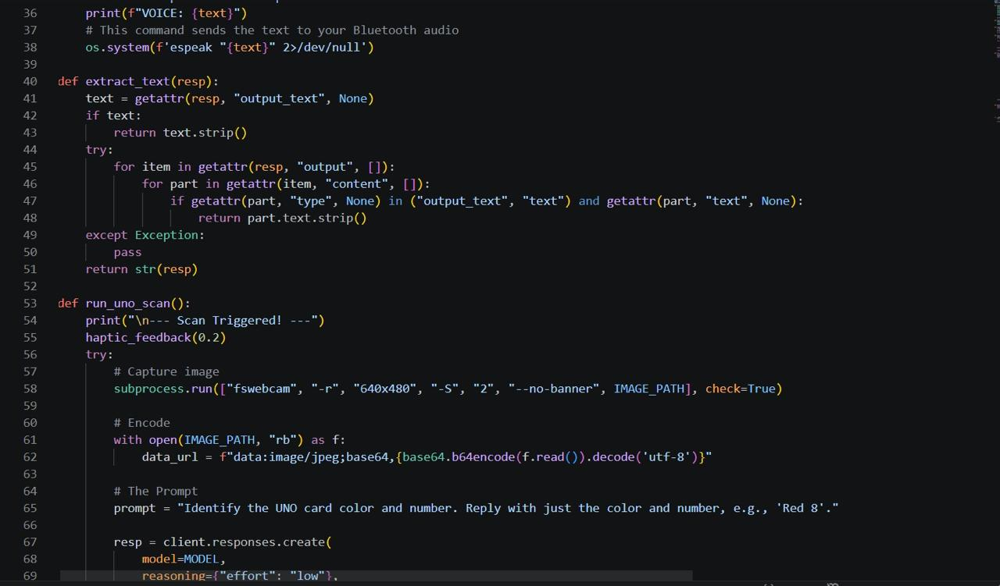 36 print(f"VOICE: {text}")
37 # This command sends the text to your Bluetooth audio
38 os.system(f'espeak "{text}" 2>/dev/null')
39
40 def extract_text(resp):
41 text = getattr(resp, "output_text", None)
42 if text:
43 return text.strip()
44 try:
45 for item in getattr(resp, "output", []):
46 for part in getattr(item, "content", []):
47 if getattr(part, "type", None) in ("output_text", "text") and getattr(part, "text", None):
48 return part.text.strip()
49 except Exception:
50 pass
51 return str(resp)
52
53 def run_uno_scan():
54 print("\n--- Scan Triggered! ---")
55 haptic_feedback(0.2)
56 try:
57 # Capture image
58 subprocess.run(["fswebcam", "-r", "640x480", "-S", "2", "--no-banner", IMAGE_PATH], check=True)
59
60 # Encode
61 with open(IMAGE_PATH, "rb") as f:
62 data_url = f"data:image/jpeg;base64,{base64.b64encode(f.read()).decode('utf-8')}"
63
64 # The Prompt
65 prompt = "Identify the UNO card color and number. Reply with just the color and number, e.g., 'Red 8'."
66
67 resp = client.responses.create(
68 model=MODEL,
69 reasoning={"effort": "low"},